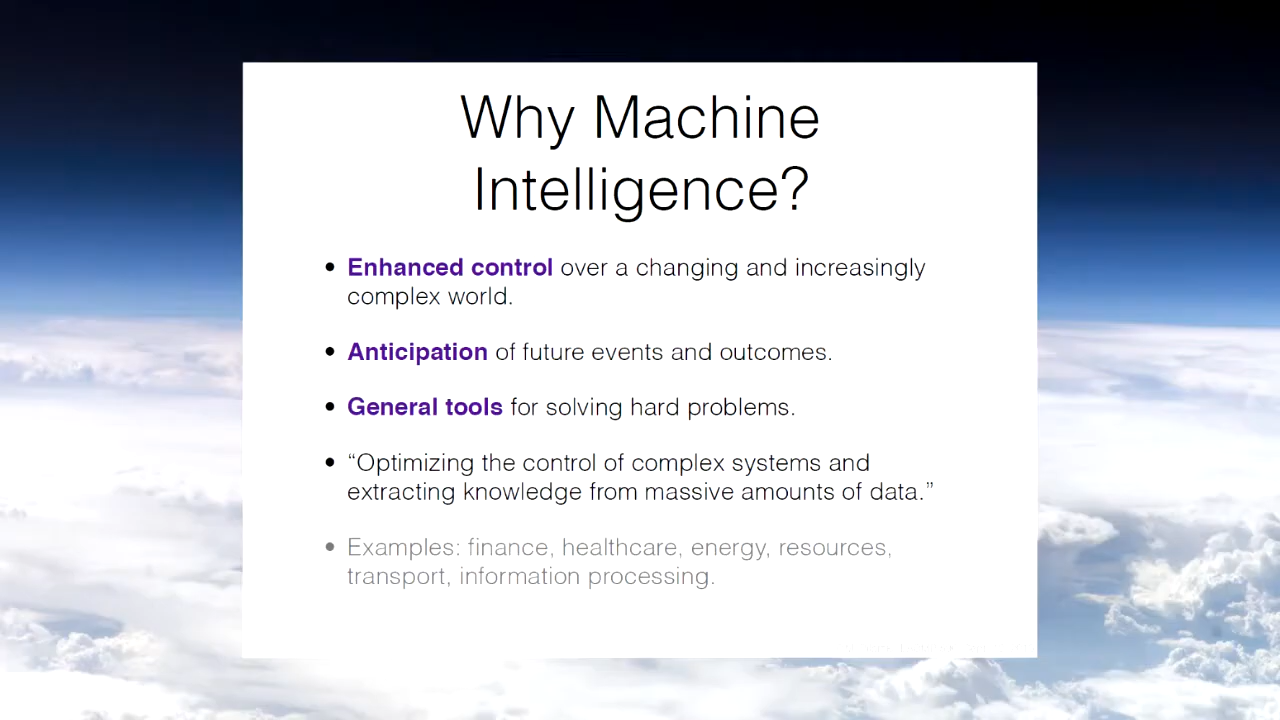 Why Machine
Intelligence?
• Enhanced control over a changing and increasingly
complex world.
• Anticipation of future events and outcomes.
• General tools for solving hard problems.
• “Optimizing the control of complex systems and
extracting knowledge from massive amounts of data.”
• Examples: finance, healthcare, energy, resources,
transport, information processing.